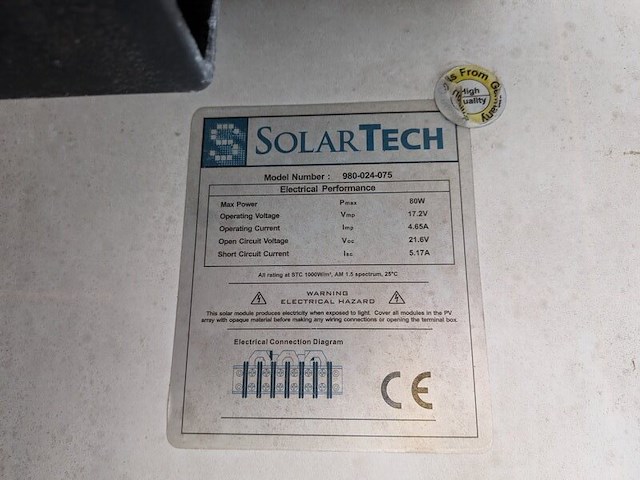 s From Germany
High
Quality
SOLARTECH
Model Number : 980-024-075
Electrical Performance
Max Power Pmax 80W
Operating Voltage Vmp 17.2V
Operating Current Imp 4.65A
Open Circuit Voltage Voc 21.6V
Short Circuit Current Isc 5.17A
All rating at STC 1000W/m², AM 1.5 spectrum, 25°C
WARNING
ELECTRICAL HAZARD
This solar module produces electricity when exposed to light. Cover all modules in the PV
array with opaque material before making any wiring connections or opening the terminal box.
Electrical Connection Diagram
CE